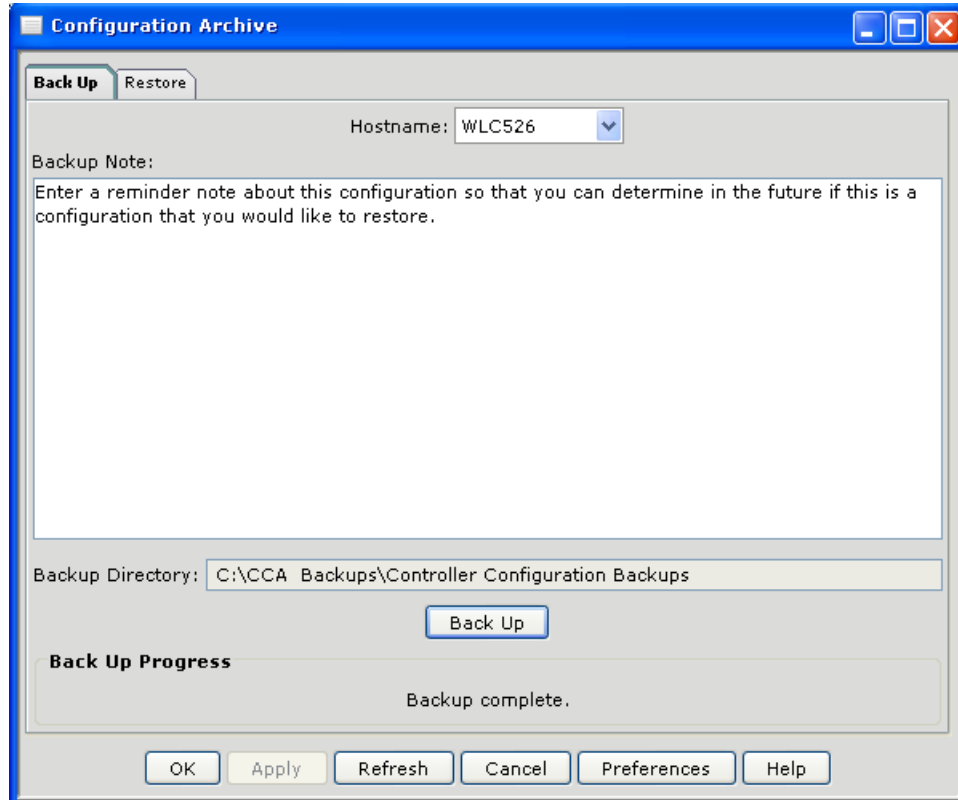 Configuration Archive
Back Up Restore
Hostname: WLC526
Backup Note:
Enter a reminder note about this configuration so that you can determine in the future if this is a
configuration that you would like to restore.
Backup Directory: C:\CCA Backups\Controller Configuration Backups
Back Up
Back Up Progress
Backup complete.
OK Apply Refresh Cancel Preferences Help